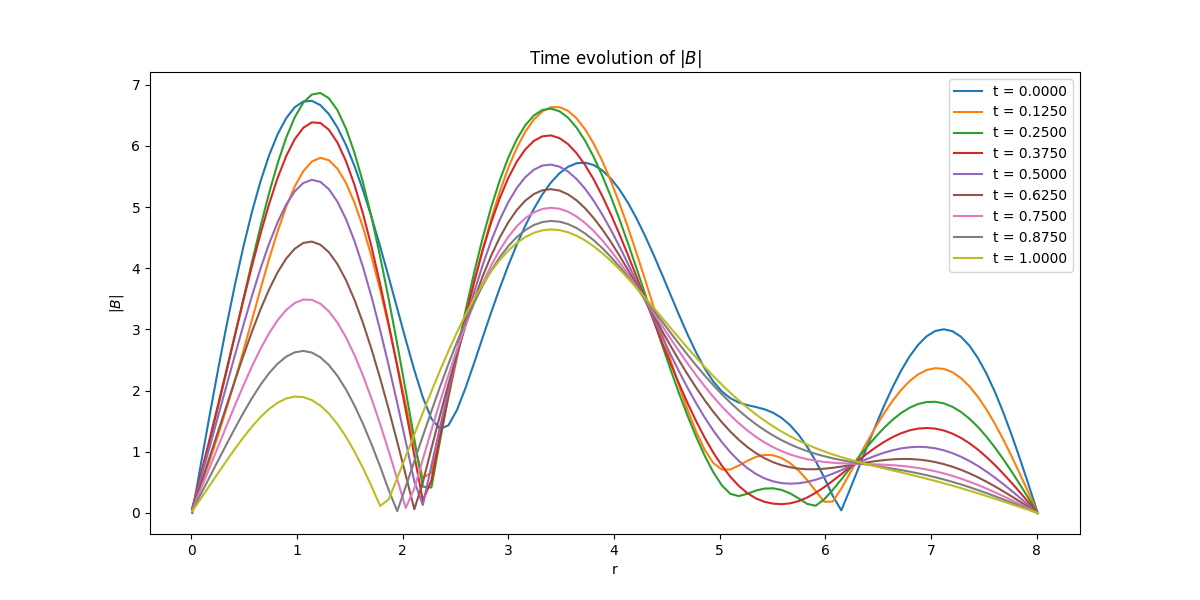 Time evolution of |B|
|B|
7
6
5
4
3
2
1
0
0 1 2 3 4 5 6 7 8
r
t = 0.0000
t = 0.1250
t = 0.2500
t = 0.3750
t = 0.5000
t = 0.6250
t = 0.7500
t = 0.8750
t = 1.0000